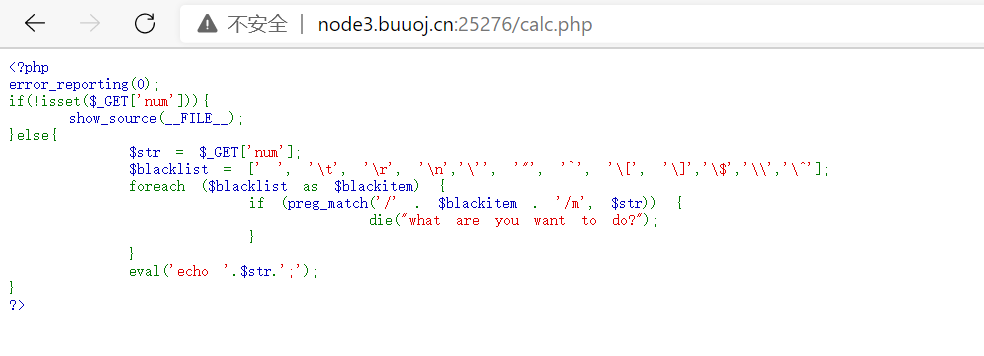 不安全 | node3.buuoj.cn:25276/calc.php
<?php
error_reporting(0);
if(!isset($_GET['num'])){
    show_source(__FILE__);
}else{
        $str = $_GET['num'];
        $blacklist = [' ', '\t', '\r', '\n','\'', '"', '`', '\[', '\]','\$','\\','\^'];
        foreach ($blacklist as $blackitem) {
                if (preg_match('/' . $blackitem . '/m', $str)) {
                        die("what are you want to do?");
                }
        }
        eval('echo '.$str.';');
}
?>